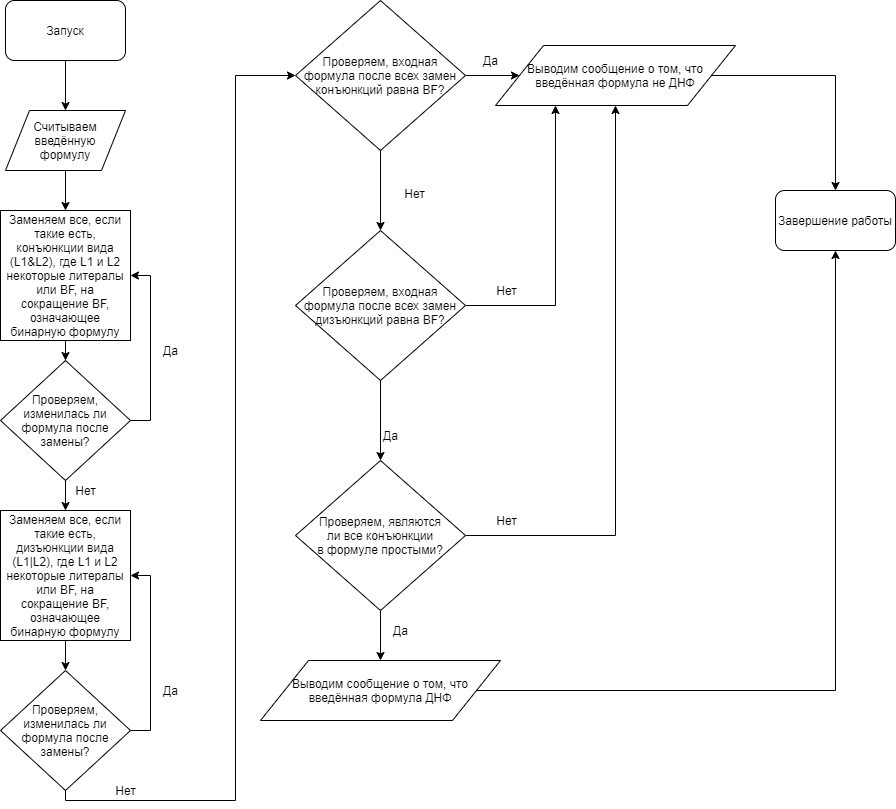 Запуск
Считываем
введённую
формулу
Заменяем все, если
такие есть,
конъюнкции вида
(L1&L2), где L1 и L2
некоторые литералы
или BF, на
сокращение BF,
означающее
бинарную формулу
Да
Проверяем,
изменилась ли
формула после
замены?
Нет
Заменяем все, если
такие есть,
дизъюнкции вида
(L1|L2), где L1 и L2
некоторые литералы
или BF, на
сокращение BF,
означающее
бинарную формулу
Да
Проверяем,
изменилась ли
формула после
замены?
Нет
Проверяем, входная
формула после всех замен
конъюнкций равна BF?
Да
Выводим сообщение о том, что
введённая формула не ДНФ
Нет
Завершение работы
Проверяем, входная
формула после всех замен
дизъюнкций равна BF?
Нет
Да
Проверяем, являются
ли все конъюнкции
в формуле простыми?
Нет
Да
Выводим сообщение о том, что
введённая формула ДНФ